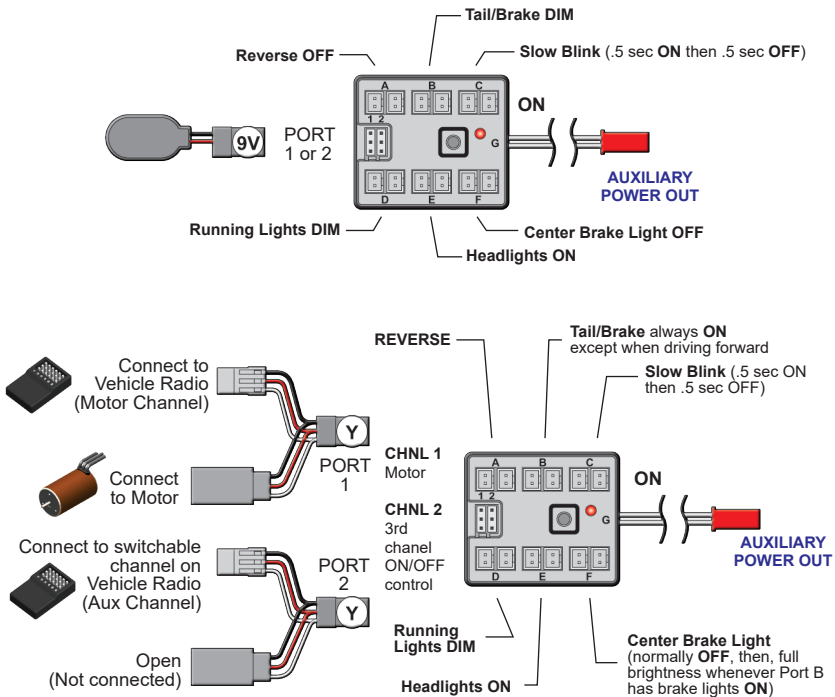 Tail/Brake DIM
Reverse OFF
Slow Blink (.5 sec ON then .5 sec OFF)
A B C
ON
1 2
9V
PORT
1 or 2
G
AUXILIARY
POWER OUT
D E F
Running Lights DIM
Center Brake Light OFF
Headlights ON
REVERSE
Tail/Brake always ON
except when driving forward
Slow Blink (.5 sec ON
then .5 sec OFF)
Connect to
Vehicle Radio
(Motor Channel)
Y
PORT
1
Connect
to Motor
CHNL 1
Motor
CHNL 2
3rd
chanel
ON/OFF
control
A B C
ON
1 2
G
AUXILIARY
POWER OUT
D E F
Connect to switchable
channel on
Vehicle Radio
(Aux Channel)
PORT
2
Y
Open
(Not connected)
Running
Lights DIM
Headlights ON
Center Brake Light
(normally OFF, then, full
brightness whenever Port B
has brake lights ON)